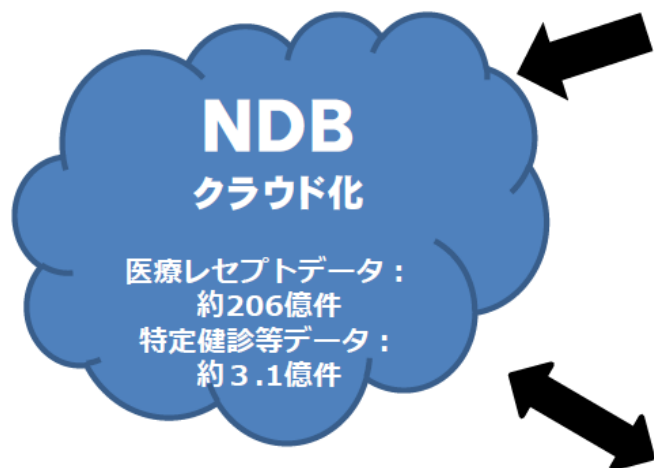 NDB
クラウド化
医療レセプトデータ：
約206億件
特定健診等データ：
約３.1億件